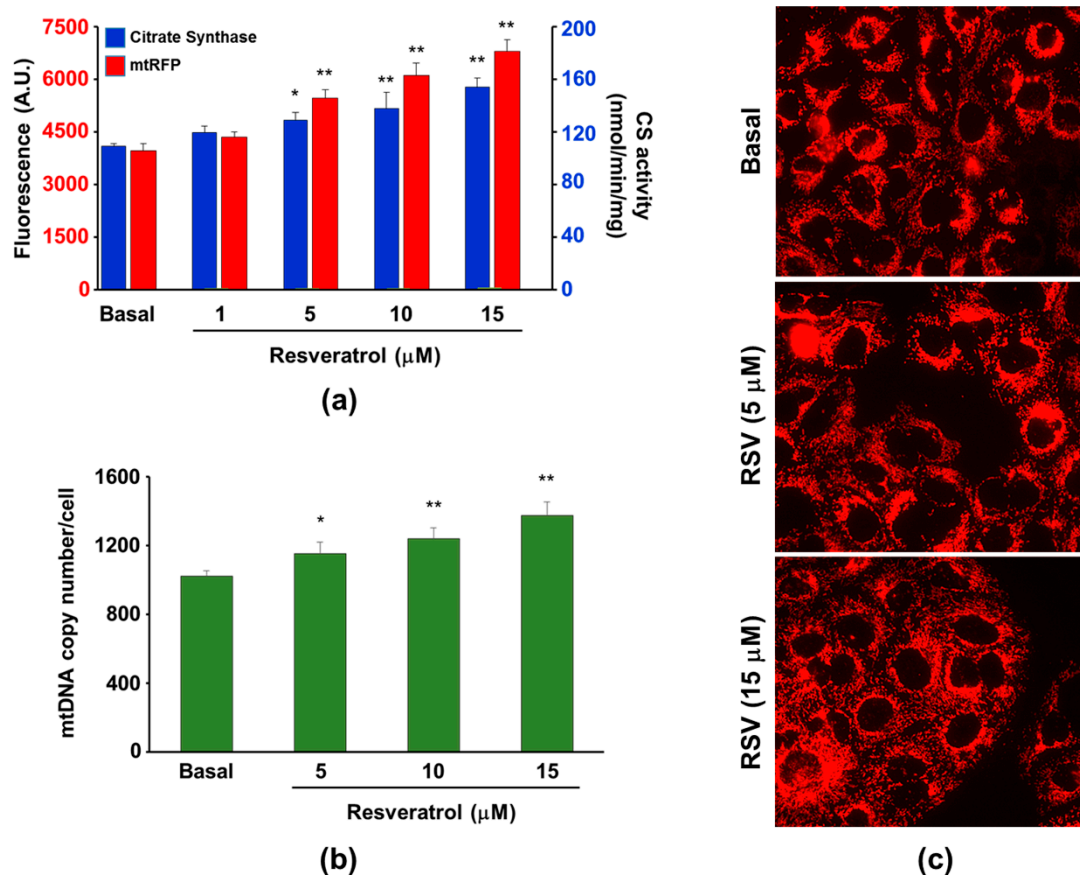 7500
6000
4500
3000
1500
0
Fluorescence (A.U.)
Citrate Synthase
mtRFP
*
**
**
**
**
**
200
160
120
80
40
0
CS activity
(nmol/min/mg)
Basal
1
5
10
15
Resveratrol (μM)
(a)
1600
1200
800
400
0
mtDNA copy number/cell
*
**
**
Basal
5
10
15
Resveratrol (μM)
(b)
Basal
RSV (5 μM)
RSV (15 μM)
(c)